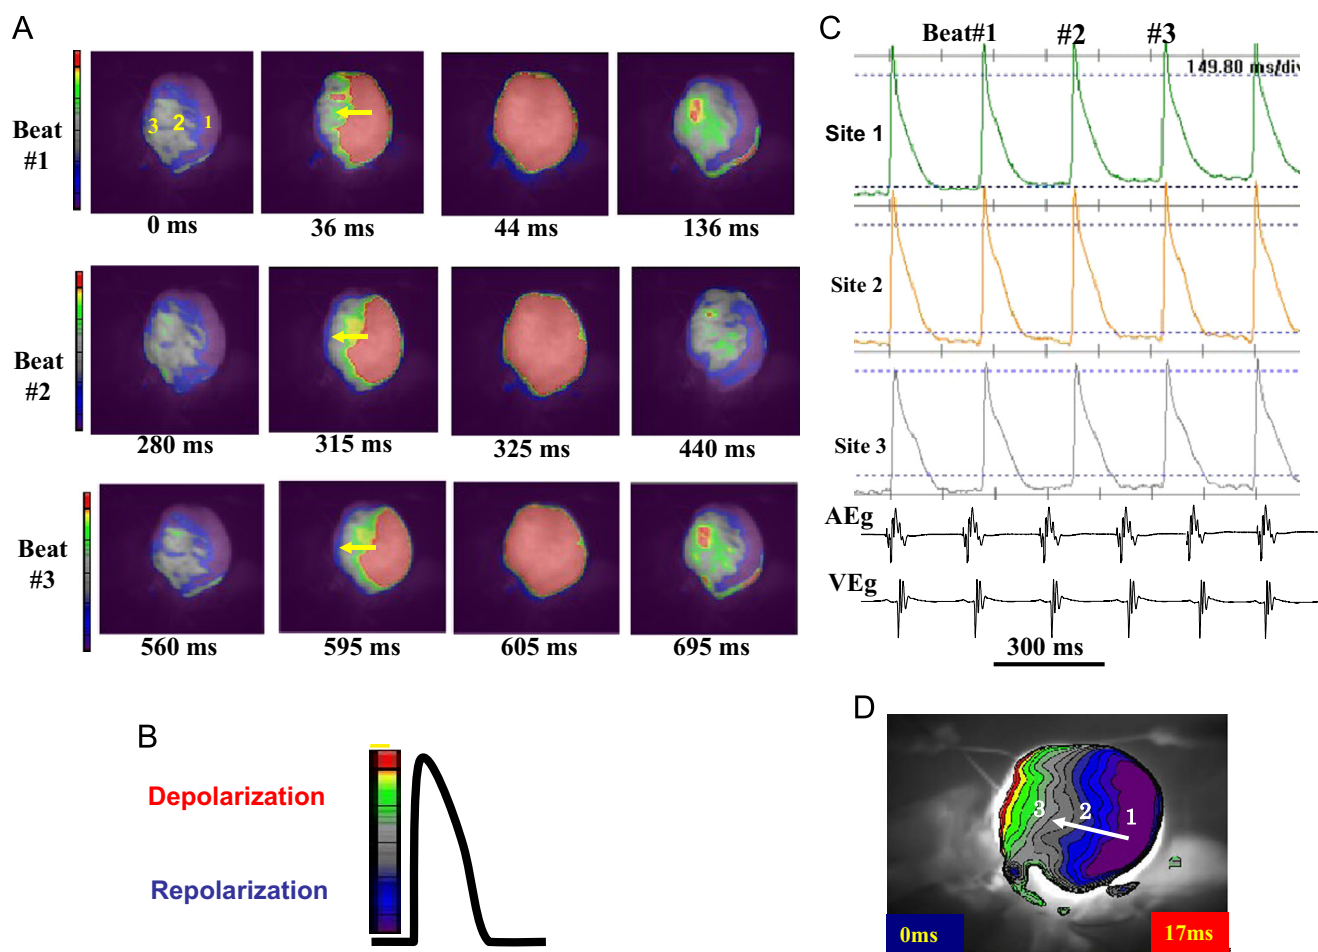 A
Beat
#1
3 2 1
0 ms
36 ms
44 ms
136 ms
Beat
#2
280 ms
315 ms
325 ms
440 ms
Beat
#3
560 ms
595 ms
605 ms
695 ms
B
Depolarization
Repolarization
C
Beat#1 #2 #3
149.80 ms/div
Site 1
Site 2
Site 3
AEg
VEg
300 ms
D
3 2 1
0ms
17ms